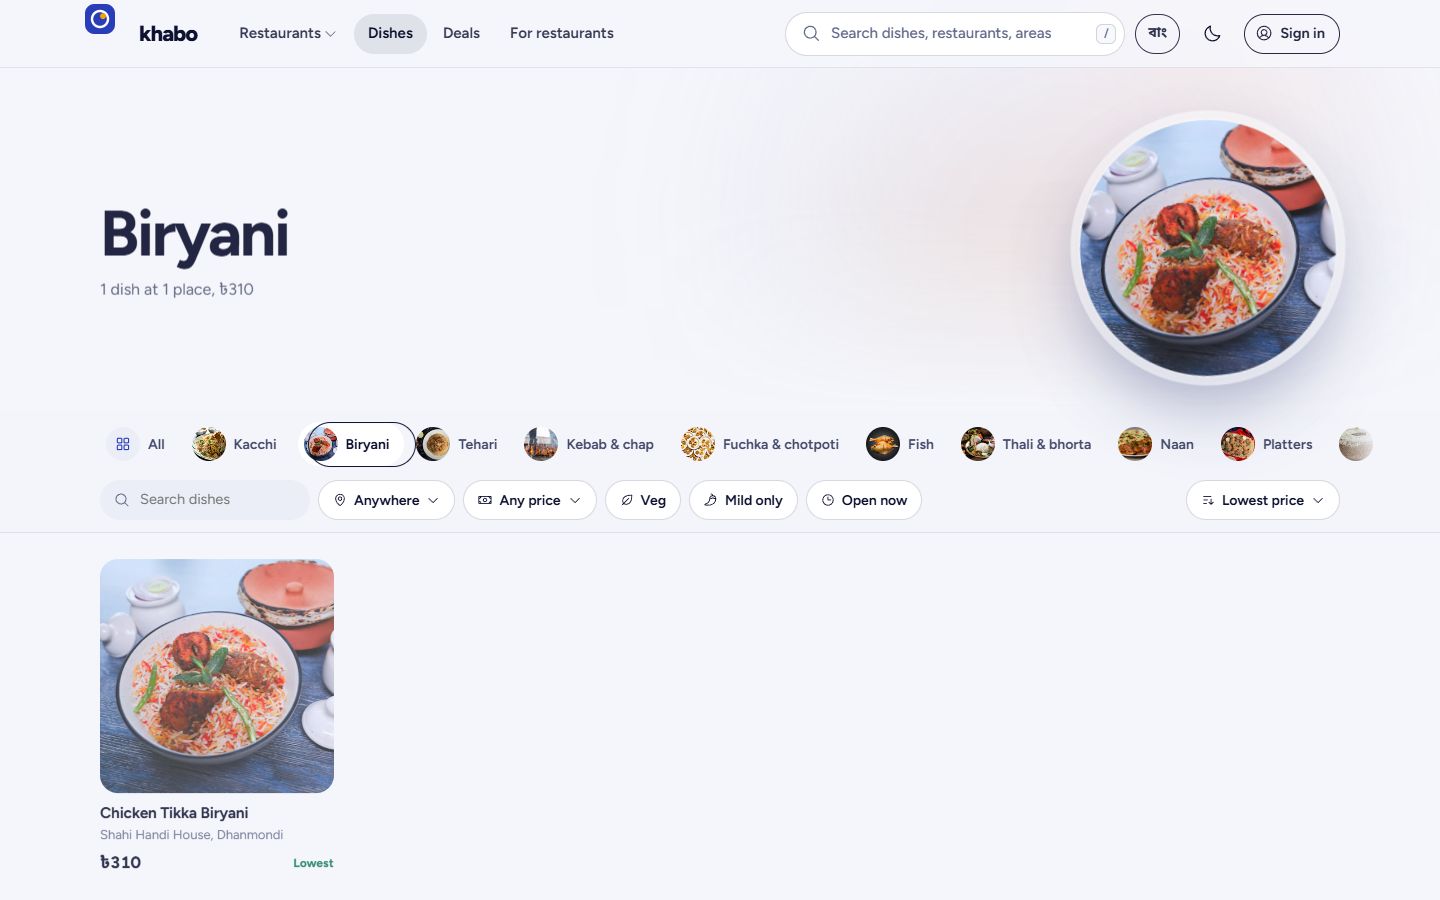 khabo Restaurants Dishes Deals For restaurants Search dishes, restaurants, areas / বাং Sign in
Biryani
1 dish at 1 place, ৳310
All Kacchi Biryani Tehari Kebab & chap Fuchka & chotpoti Fish Thali & bhorta Naan Platters
Search dishes Anywhere Any price Veg Mild only Open now Lowest price
Chicken Tikka Biryani
Shahi Handi House, Dhanmondi
৳310 Lowest